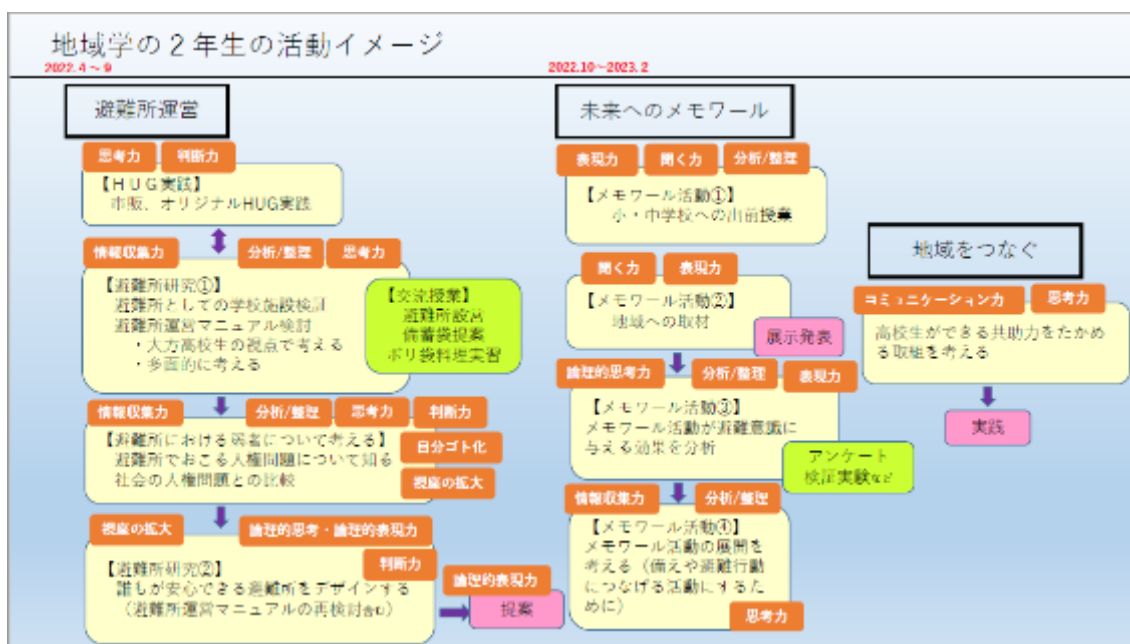 地域学の２年生の活動イメージ
2022.4～9
避難所運営
思考力
判断力
【ＨＵＧ実践】
市販、オリジナルHUG実践
情報収集力
分析/整理
思考力
【避難所研究①】
避難所としての学校施設検証
避難所運営マニュアル検討
・大方高校生の視点で考える
・多面的に考える
【交流授業】
避難所設営
備蓄袋提案
ポリ袋料理実習
情報収集力
分析/整理
思考力
判断力
【避難所における弱者について考える】
避難所でおこる人権問題について知る
社会の人権問題との比較
自分ゴト化
視座の拡大
視座の拡大
論理的思考・論理的表現力
判断力
【避難所研究②】
誰もが安心できる避難所をデザインする
（避難所運営マニュアルの再検討含む）
論理的表現力
提案
2022.10～2023.2
未来へのメモワール
表現力
聞く力
分析/整理
【メモワール活動①】
小・中学校への出前授業
聞く力
表現力
【メモワール活動②】
地域への取材
展示発表
論理的思考力
分析/整理
表現力
【メモワール活動③】
メモワール活動が避難意識に
与える効果を分析
アンケート
検証実験など
情報収集力
分析/整理
【メモワール活動④】
メモワール活動の展開を
考える（備えや避難行動
につなげる活動にするた
めに）
思考力
地域をつなぐ
コミュニケーション力
思考力
高校生ができる共助力をたかめ
る取組を考える
実践